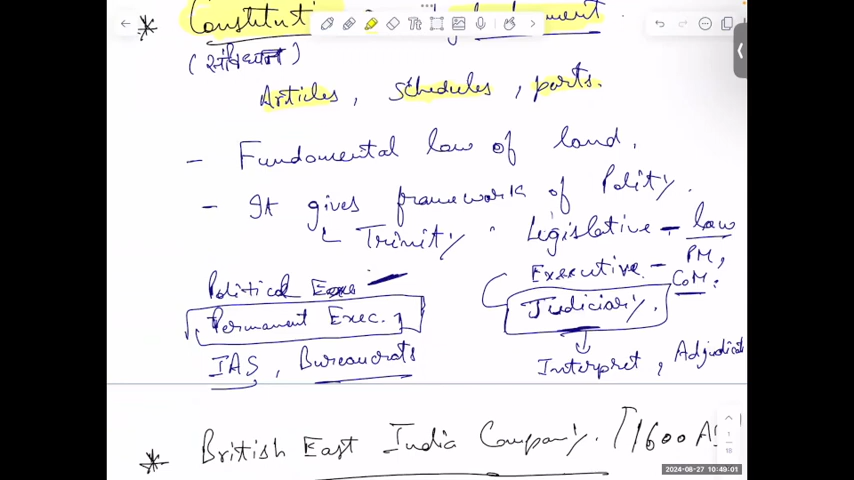 * Constituti
(संविधान)
Articles, Schedules, parts.
- Fundamental law of land.
- It gives framework of Polity.
Trinity : Legislative - law
Executive - PM, COM.
Judiciary.
Interpret, Adjudicat
Political Exe
Permanent Exec.
IAS, Bureaucrats
* British East India Company. 1600 A
2024-08-27 10:49:01